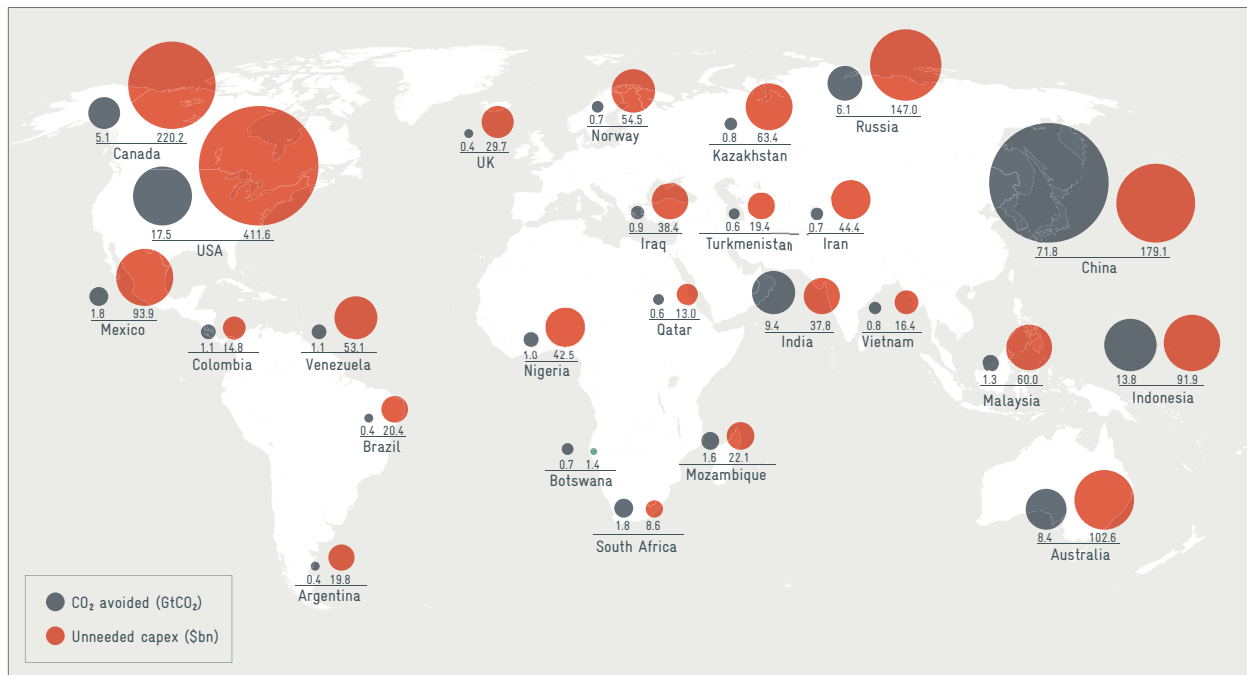 5.1 220.2
Canada
17.5 411.6
USA
1.8 93.9
Mexico
1.1 14.8
Colombia
1.1 53.1
Venezuela
0.4 20.4
Brazil
0.4 19.8
Argentina
0.4 29.7
UK
0.7 54.5
Norway
0.8 63.4
Kazakhstan
6.1 147.0
Russia
0.9 38.4
Iraq
0.6 19.4
Turkmenistan
0.7 44.4
Iran
71.8 179.1
China
0.6 13.0
Qatar
9.4 37.8
India
0.8 16.4
Vietnam
1.0 42.5
Nigeria
1.3 60.0
Malaysia
13.8 91.9
Indonesia
0.7 1.4
Botswana
1.6 22.1
Mozambique
1.8 8.6
South Africa
8.4 102.6
Australia
CO₂ avoided (GtCO₂)
Unneeded capex ($bn)